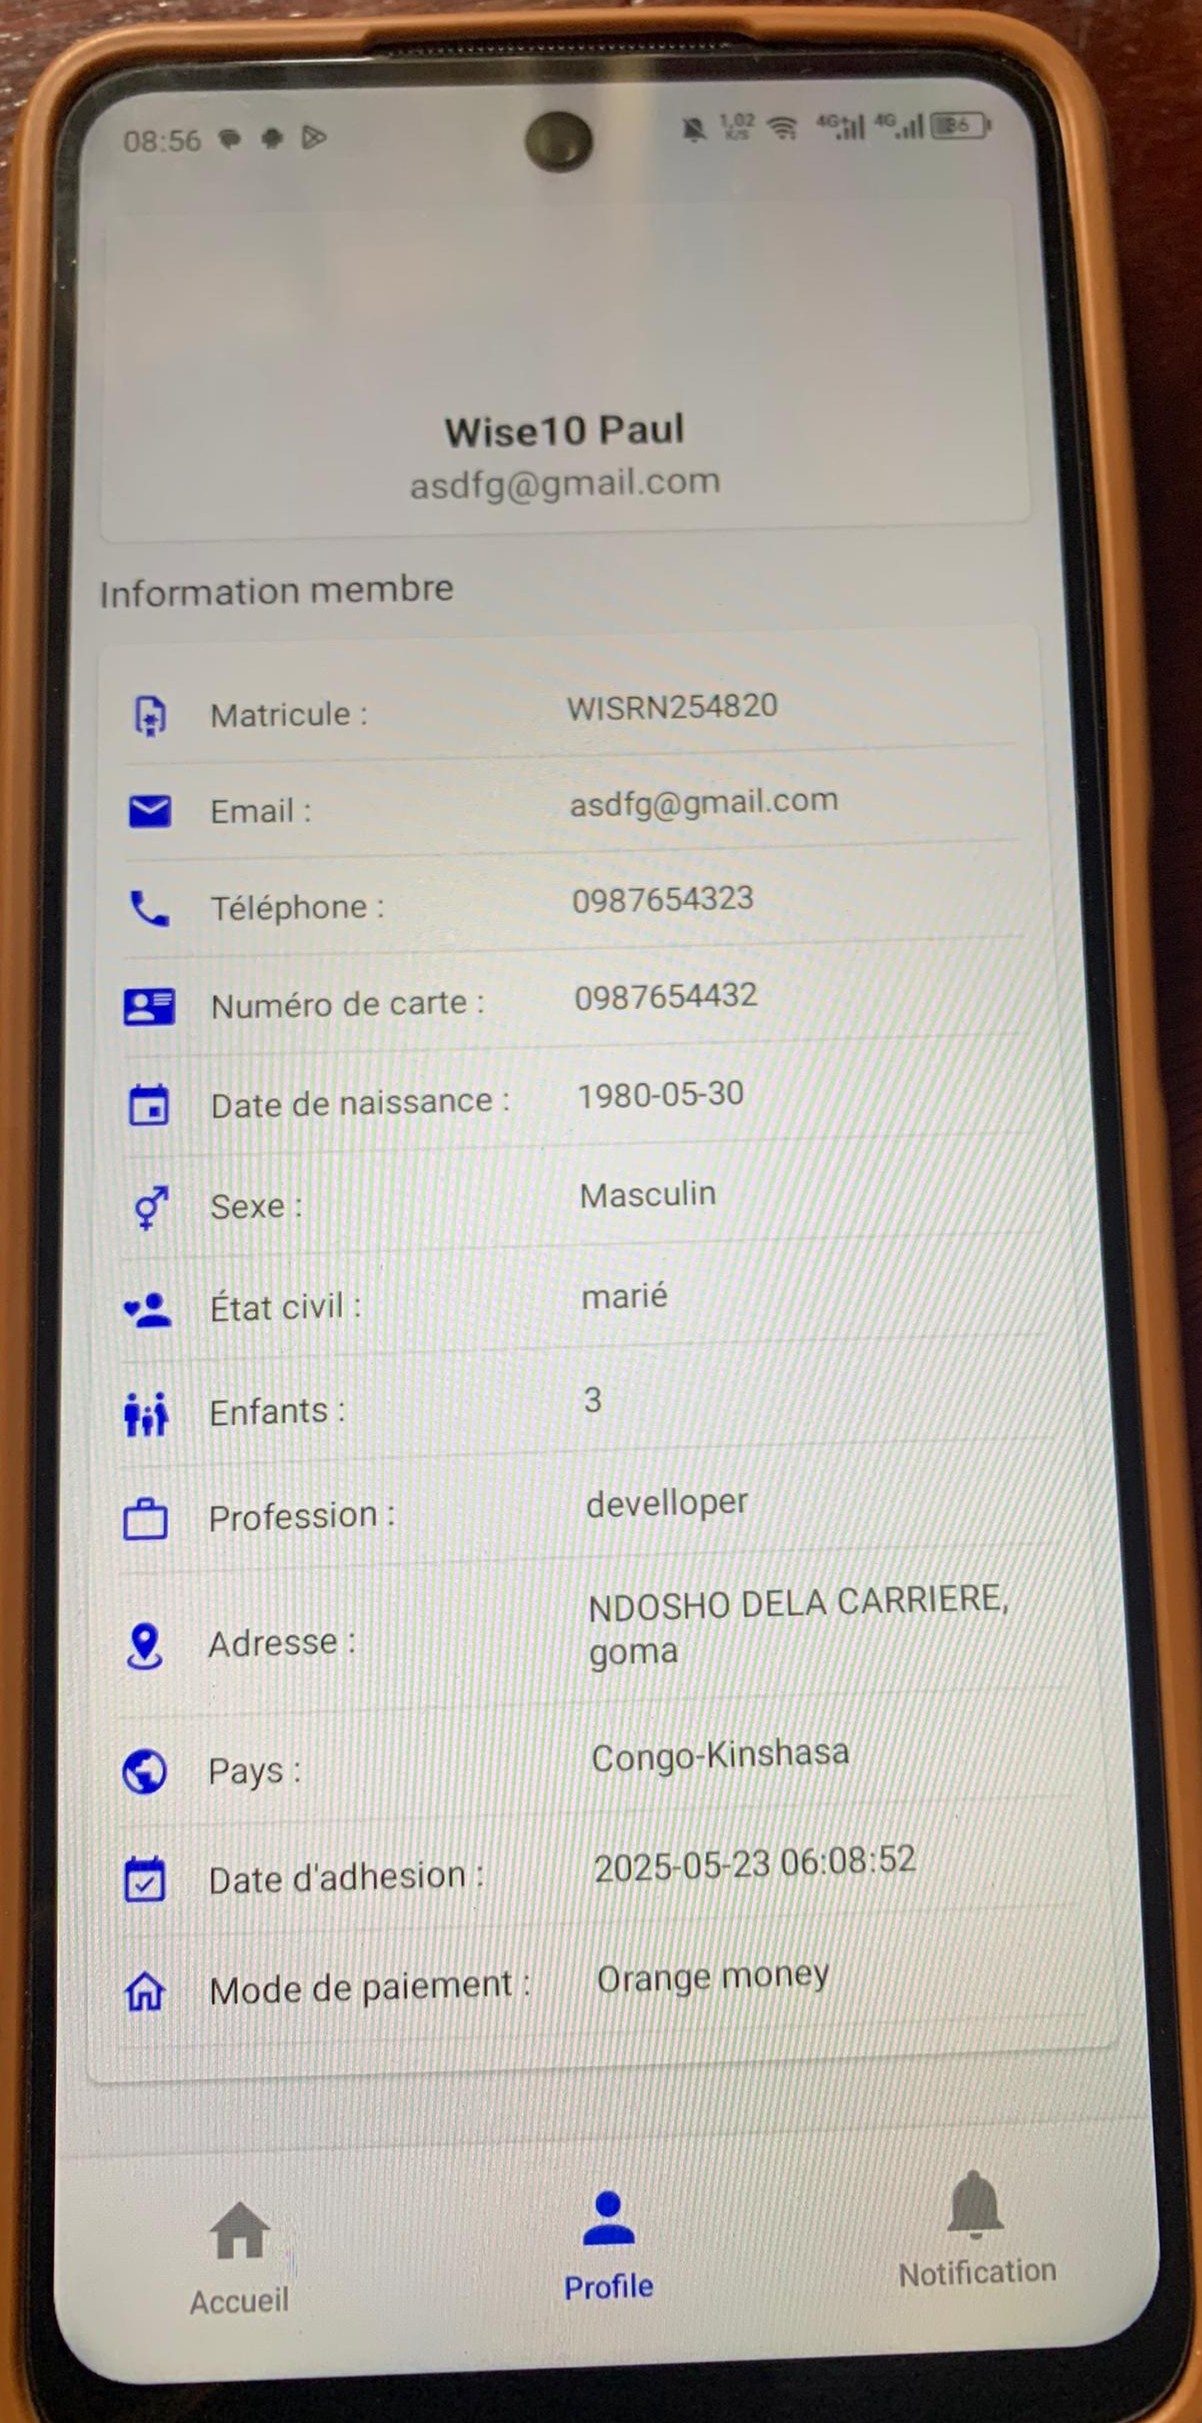 08:56 1,02 K/S 4G+ 4G 86
Wise10 Paul
asdfg@gmail.com
Information membre
Matricule : WISRN254820
Email : asdfg@gmail.com
Téléphone : 0987654323
Numéro de carte : 0987654432
Date de naissance : 1980-05-30
Sexe : Masculin
État civil : marié
Enfants : 3
Profession : develloper
Adresse : NDOSHO DELA CARRIERE,
goma
Pays : Congo-Kinshasa
Date d'adhesion : 2025-05-23 06:08:52
Mode de paiement : Orange money
Accueil Profile Notification